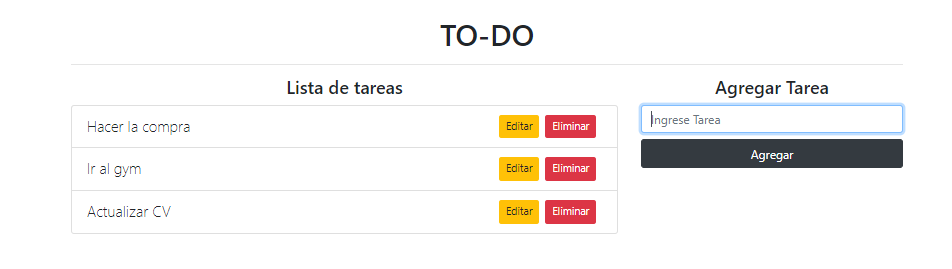 TO-DO
Lista de tareas
Hacer la compra Editar Eliminar
Ir al gym Editar Eliminar
Actualizar CV Editar Eliminar
Agregar Tarea
Ingrese Tarea
Agregar